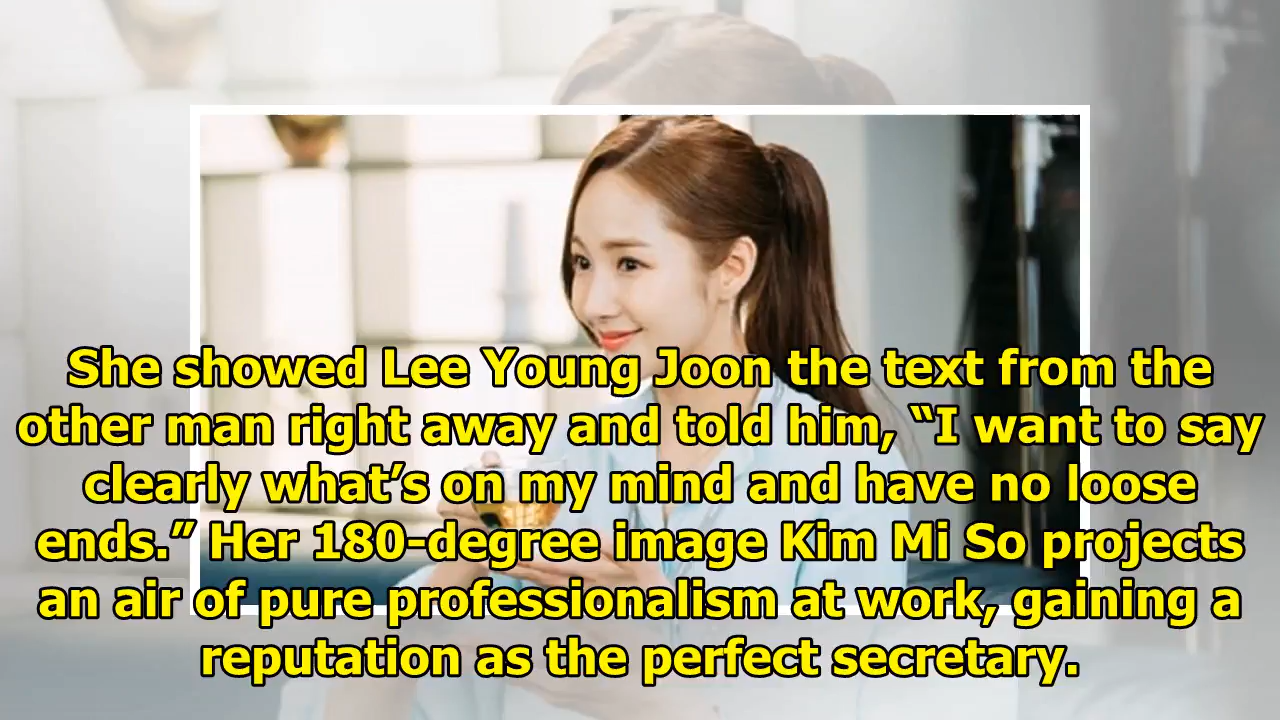 She showed Lee Young Joon the text from the
other man right away and told him, “I want to say
clearly what’s on my mind and have no loose
ends.” Her 180-degree image Kim Mi So projects
an air of pure professionalism at work, gaining a
reputation as the perfect secretary.